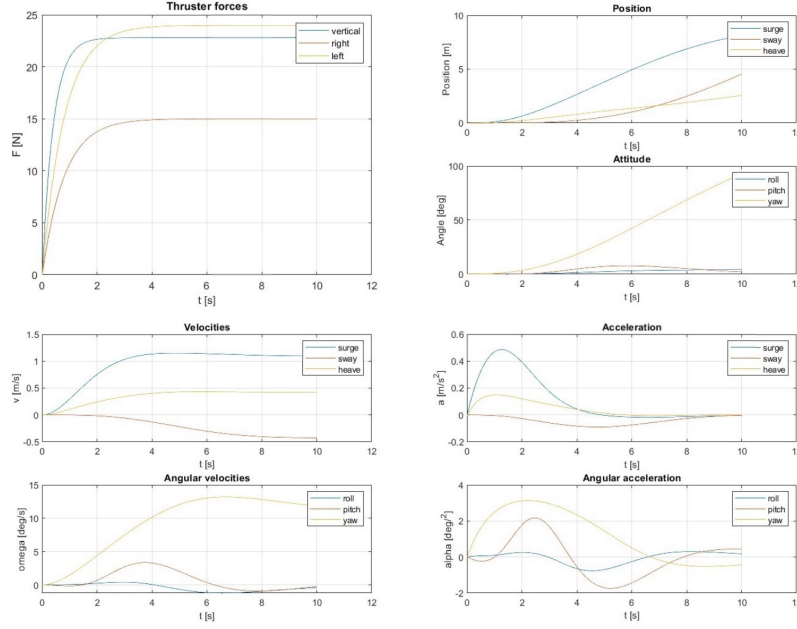 Thruster forces
25
20
15
10
5
0
F [N]
vertical
right
left
0 2 4 6 8 10 12
t [s]
Position
10
5
0
Position [m]
surge
sway
heave
0 2 4 6 8 10 12
t [s]
Attitude
100
50
0
Angle [deg]
roll
pitch
yaw
0 2 4 6 8 10 12
t [s]
Velocities
1.5
1
0.5
0
-0.5
v [m/s]
surge
sway
heave
0 2 4 6 8 10 12
t [s]
Acceleration
0.6
0.4
0.2
0
-0.2
a [m/s²]
surge
sway
heave
0 2 4 6 8 10 12
t [s]
Angular velocities
15
10
5
0
omega [deg/s]
roll
pitch
yaw
0 2 4 6 8 10 12
t [s]
Angular acceleration
4
2
0
-2
alpha [deg/²]
roll
pitch
yaw
0 2 4 6 8 10
t [s]